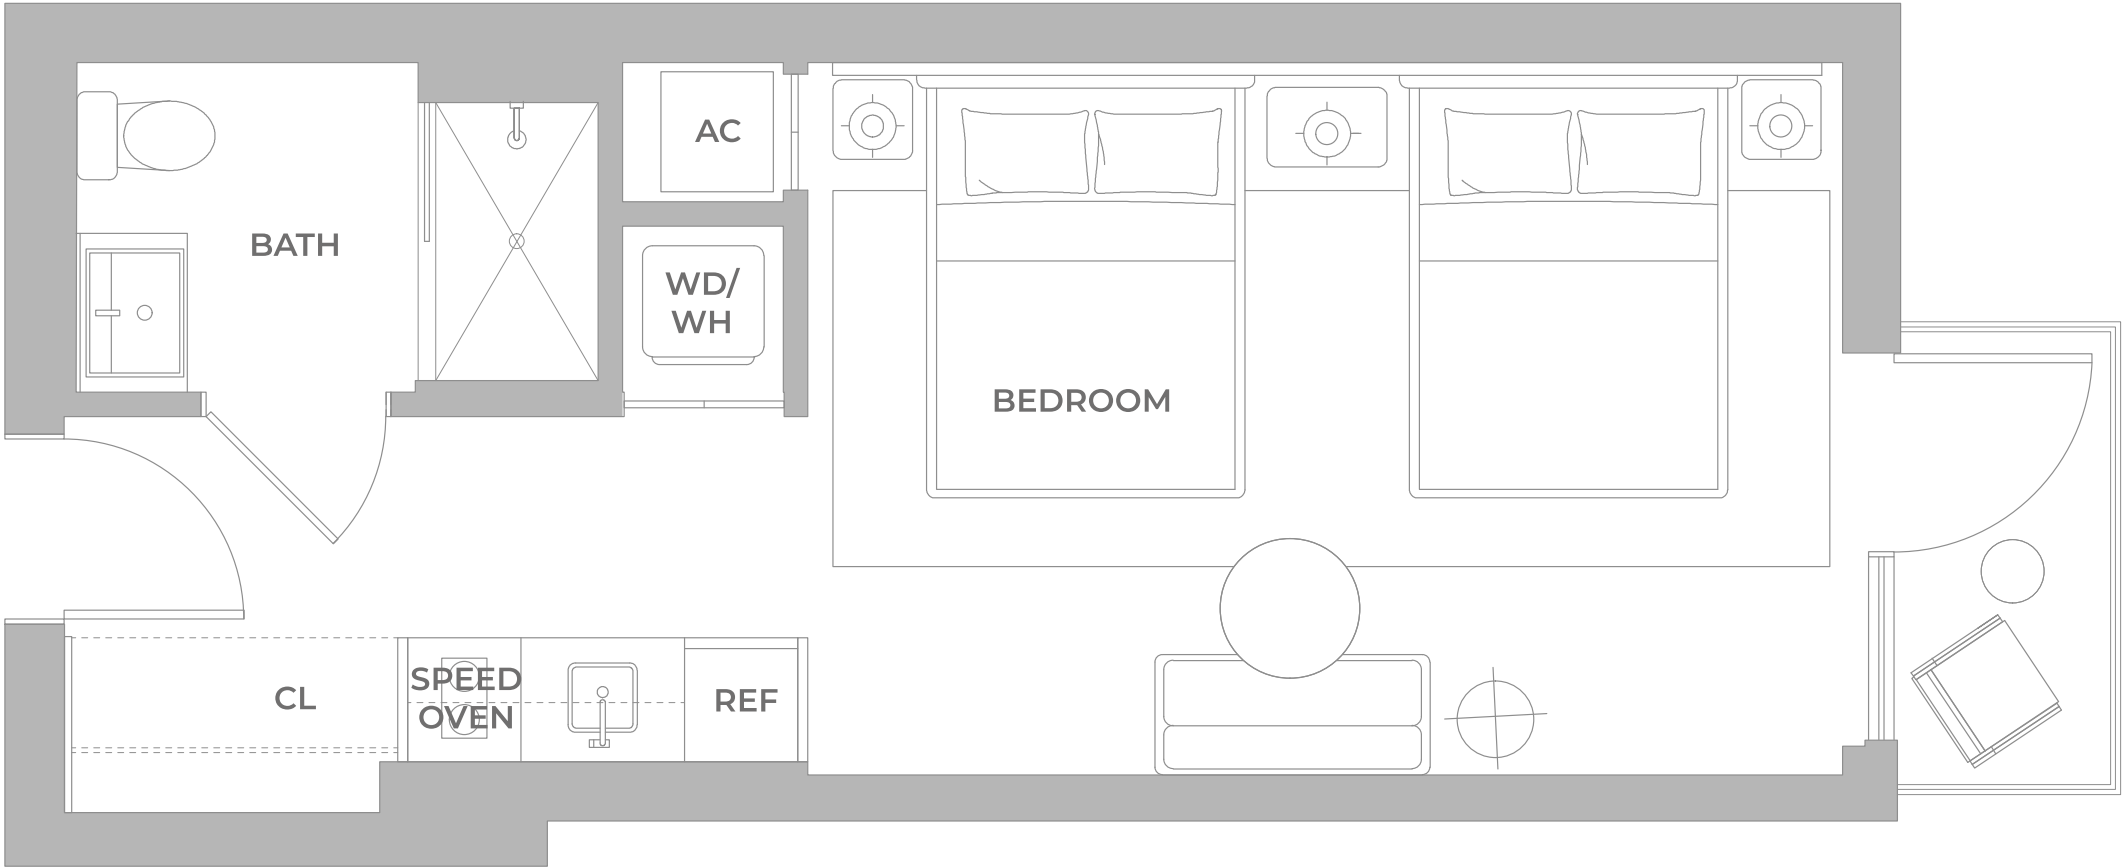 AC
BATH
WD/
WH
BEDROOM
SPEED
OVEN
CL
REF